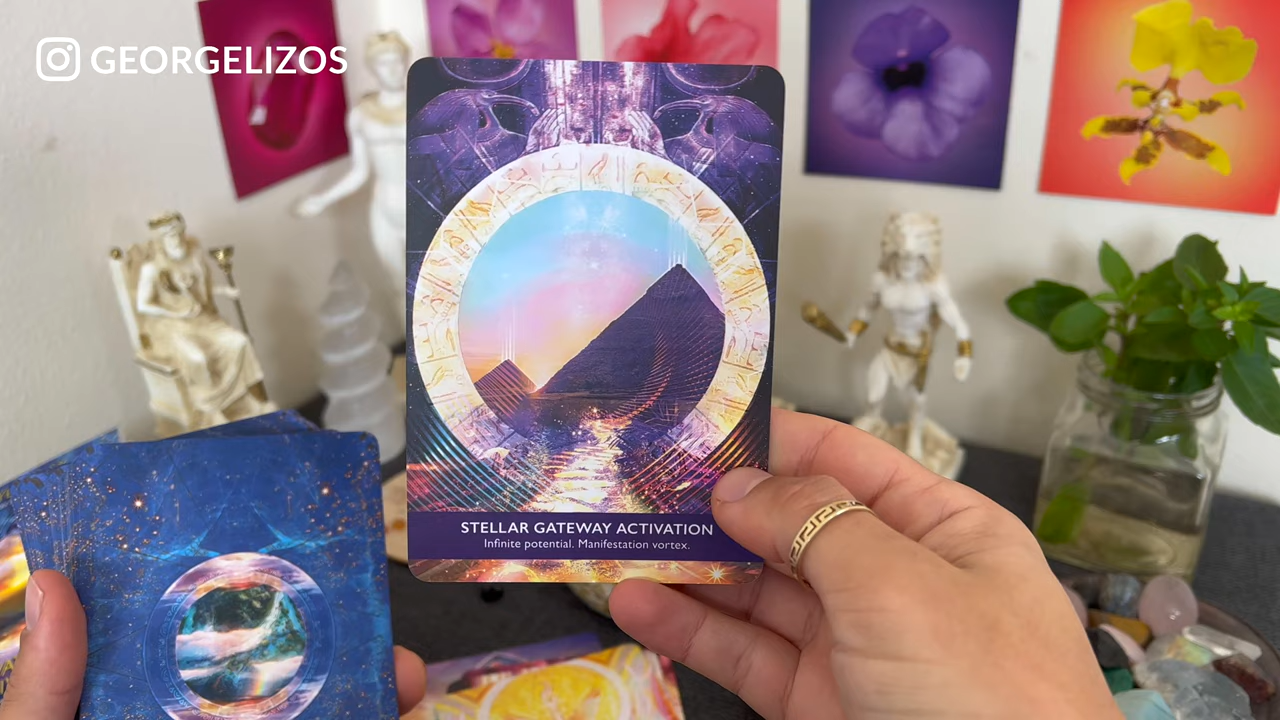 GEORGELIZOS
STELLAR GATEWAY ACTIVATION
Infinite potential. Manifestation vortex.